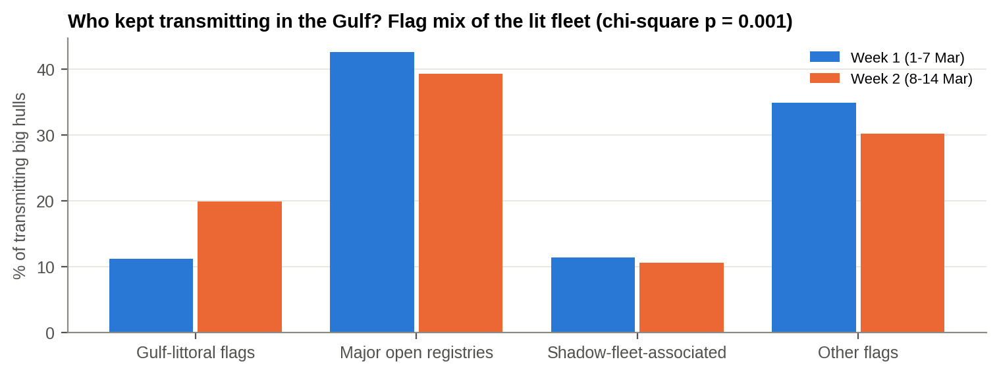 Who kept transmitting in the Gulf? Flag mix of the lit fleet (chi-square p = 0.001)
Week 1 (1-7 Mar)
Week 2 (8-14 Mar)
% of transmitting big hulls
40
30
20
10
0
Gulf-littoral flags
Major open registries
Shadow-fleet-associated
Other flags